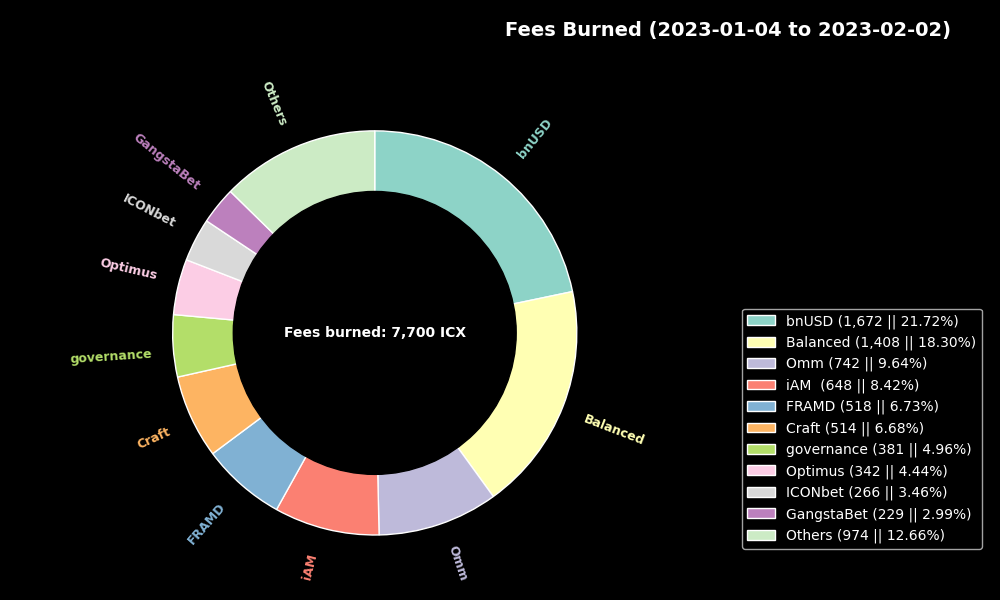 Fees Burned (2023-01-04 to 2023-02-02)
Others
bnUSD
GangstaBet
ICONbet
Optimus
governance
Craft
FRAMD
iAM
Omm
Balanced
Fees burned: 7,700 ICX
bnUSD (1,672 || 21.72%)
Balanced (1,408 || 18.30%)
Omm (742 || 9.64%)
iAM  (648 || 8.42%)
FRAMD (518 || 6.73%)
Craft (514 || 6.68%)
governance (381 || 4.96%)
Optimus (342 || 4.44%)
ICONbet (266 || 3.46%)
GangstaBet (229 || 2.99%)
Others (974 || 12.66%)